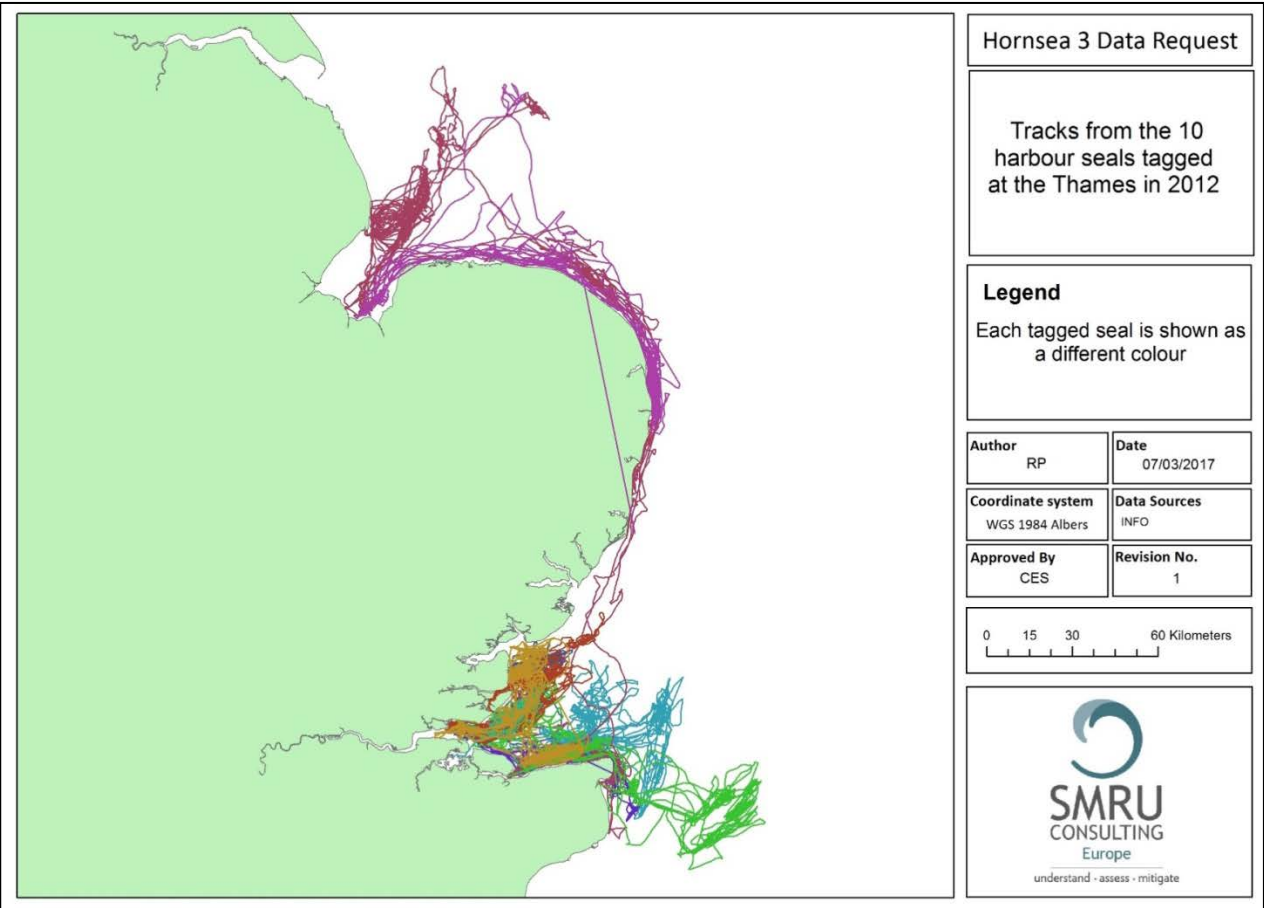 Hornsea 3 Data Request
Tracks from the 10
harbour seals tagged
at the Thames in 2012
Legend
Each tagged seal is shown as
a different colour
Author
RP
Date
07/03/2017
Coordinate system
WGS 1984 Albers
Data Sources
INFO
Approved By
CES
Revision No.
1
0 15 30 60 Kilometers
SMRU
CONSULTING
Europe
understand - assess - mitigate